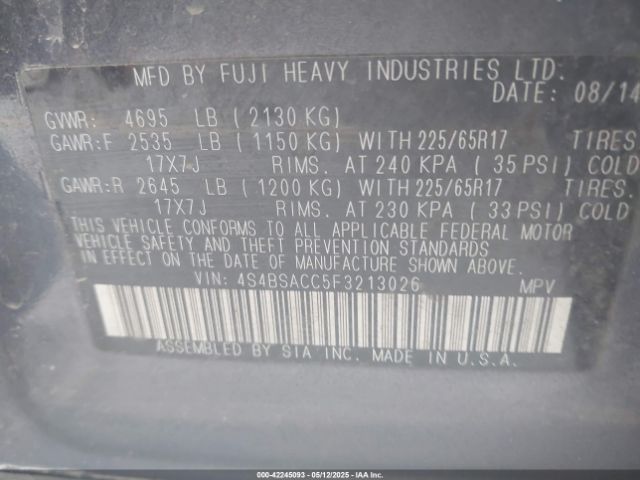 MFD BY FUJI HEAVY INDUSTRIES LTD.
DATE: 08/14
GVWR: 4695 LB ( 2130 KG)
GAWR:F 2535 LB ( 1150 KG) WITH 225/65R17 TIRES
17X7J RIMS. AT 240 KPA ( 35 PSI) COLD
GAWR:R 2645 LB ( 1200 KG) WITH 225/65R17 TIRES.
17X7J RIMS. AT 230 KPA ( 33 PSI) COLD
THIS VEHICLE CONFORMS TO ALL APPLICABLE FEDERAL MOTOR
VEHICLE SAFETY AND THEFT PREVENTION STANDARDS IN EFFECT
ON THE DATE OF MANUFACTURE SHOWN ABOVE.
VIN: 4S4BSACC5F3213026 MPV
ASSEMBLED BY SIA INC. MADE IN U.S.A.
000-42245093 - 05/12/2025 - IAAI.COM